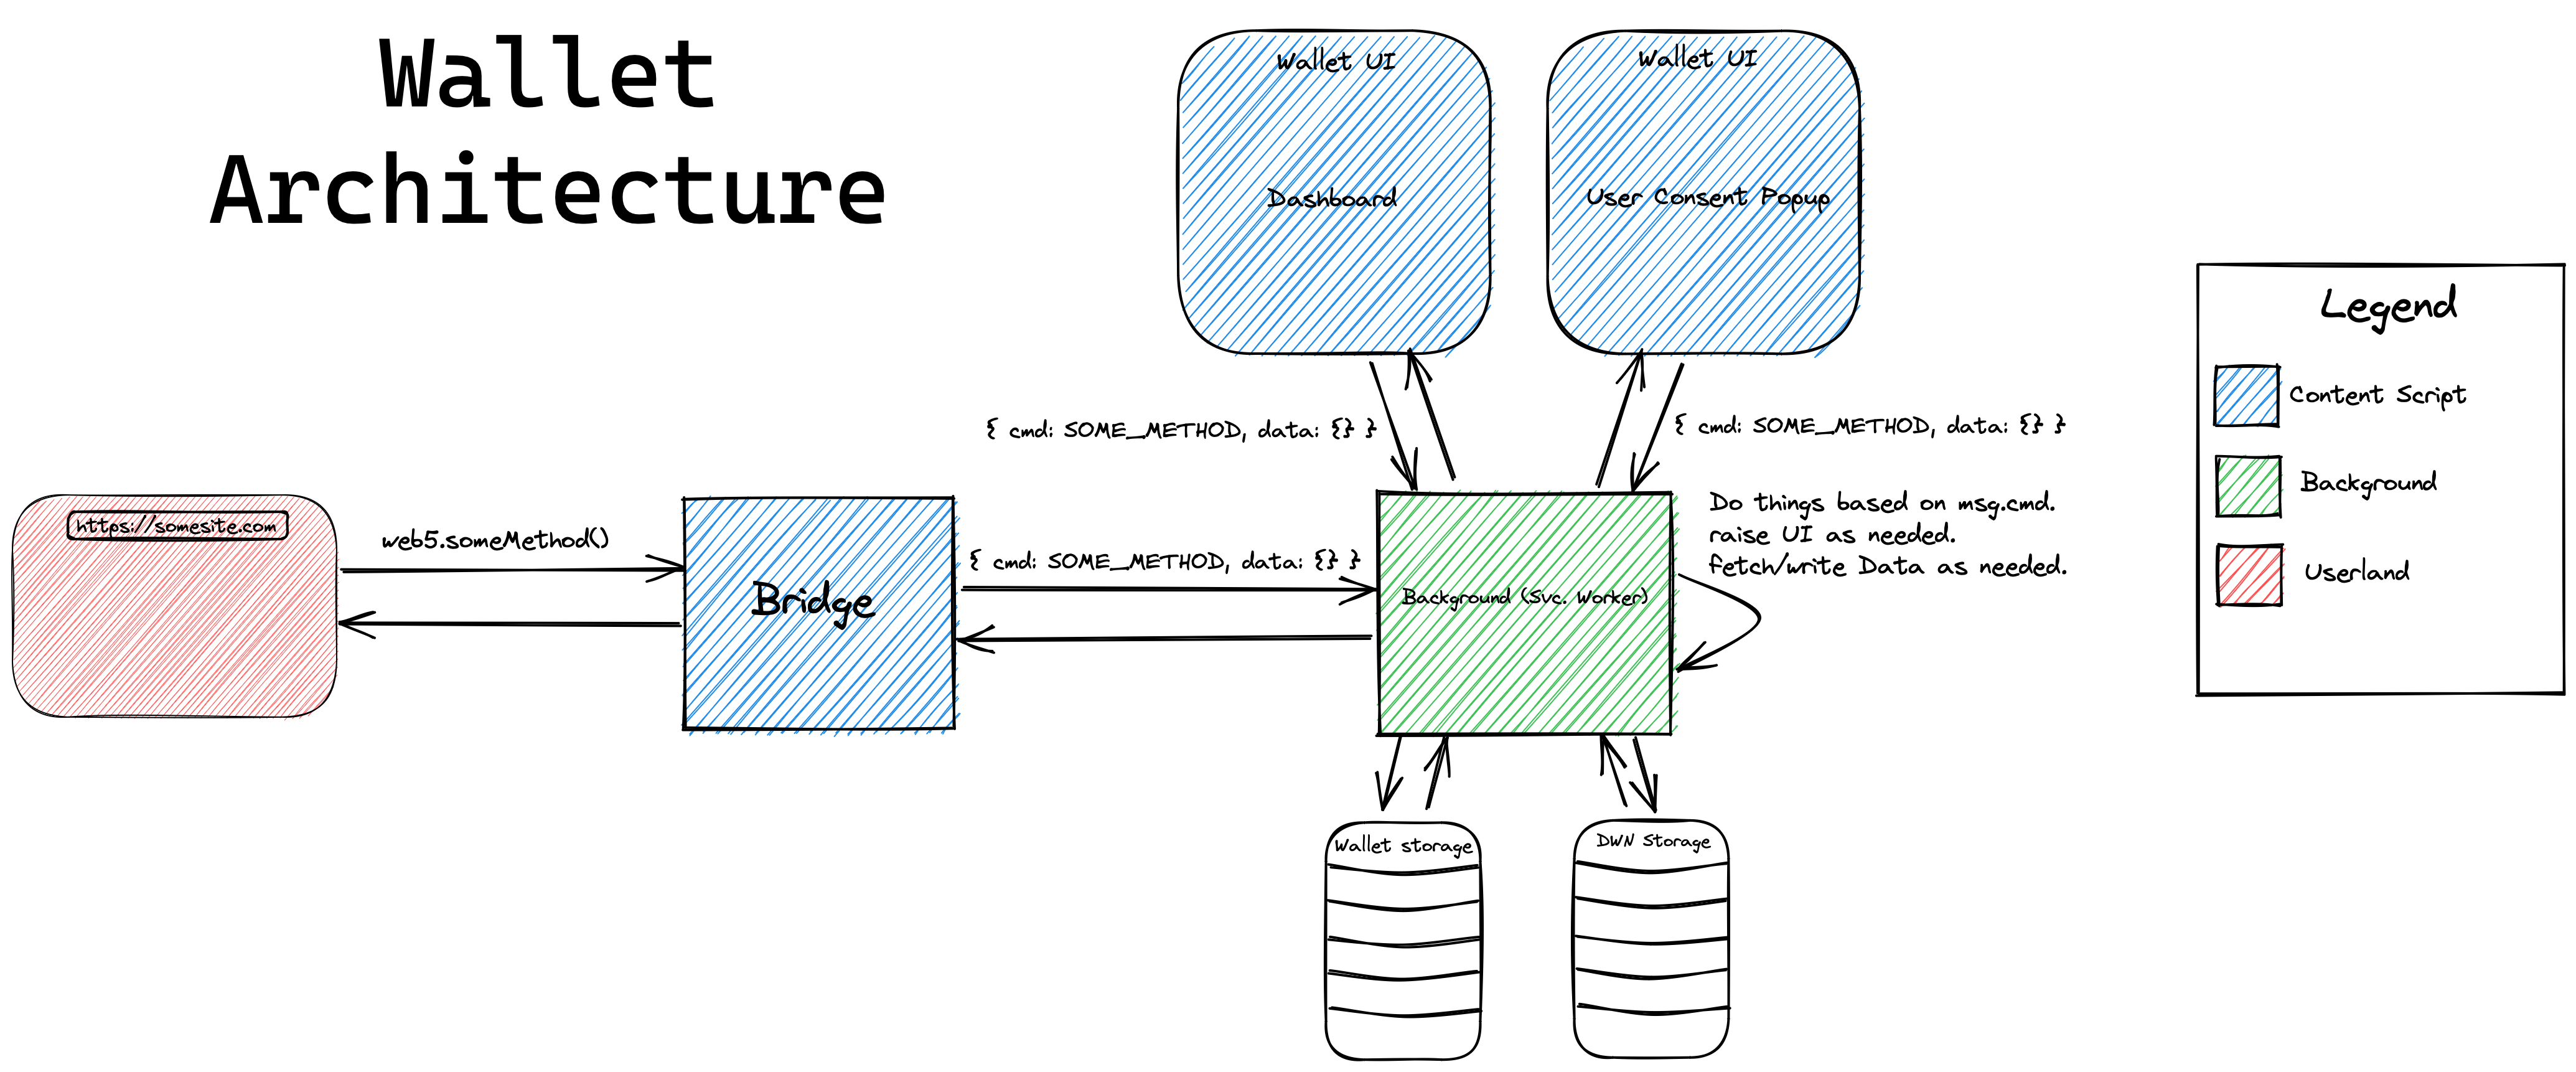 Wallet
Architecture
Wallet UI
Dashboard
Wallet UI
User Consent Popup
Legend
Content Script
Background
Userland
{ cmd: SOME_METHOD, data: {} }
{ cmd: SOME_METHOD, data: {} }
https://somesite.com
web5.someMethod()
Bridge
{ cmd: SOME_METHOD, data: {} }
Background (Svc. Worker)
Do things based on msg.cmd.
raise UI as needed.
fetch/write Data as needed.
Wallet storage
DWN Storage